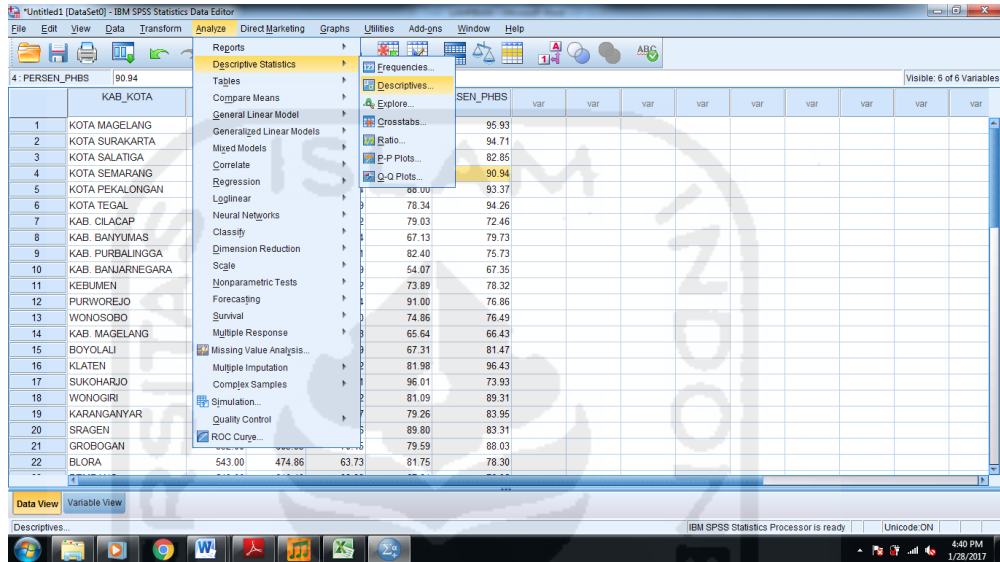 *Untitled1 [DataSet0] - IBM SPSS Statistics Data Editor
File Edit View Data Transform Analyze Direct Marketing Graphs Utilities Add-ons Window Help
4 : PERSEN_PHBS 90.94 Visible: 6 of 6 Variables
KAB_KOTA SEN_PHBS var var var var var var var var
1 KOTA MAGELANG 95.93
2 KOTA SURAKARTA 94.71
3 KOTA SALATIGA 82.85
4 KOTA SEMARANG 90.94
5 KOTA PEKALONGAN 88.00 93.37
6 KOTA TEGAL 78.34 94.26
7 KAB. CILACAP 79.03 72.46
8 KAB. BANYUMAS 67.13 79.73
9 KAB. PURBALINGGA 82.40 75.73
10 KAB. BANJARNEGARA 54.07 67.35
11 KEBUMEN 73.89 78.32
12 PURWOREJO 91.00 76.86
13 WONOSOBO 74.86 76.49
14 KAB. MAGELANG 65.64 66.43
15 BOYOLALI 67.31 81.47
16 KLATEN 81.98 96.43
17 SUKOHARJO 96.01 73.93
18 WONOGIRI 81.09 89.31
19 KARANGANYAR 79.26 83.95
20 SRAGEN 89.80 83.31
21 GROBOGAN 79.59 88.03
22 BLORA 543.00 474.86 63.73 81.75 78.30
Reports
Descriptive Statistics
Tables
Compare Means
General Linear Model
Generalized Linear Models
Mixed Models
Correlate
Regression
Loglinear
Neural Networks
Classify
Dimension Reduction
Scale
Nonparametric Tests
Forecasting
Survival
Multiple Response
Missing Value Analysis...
Multiple Imputation
Complex Samples
Simulation...
Quality Control
ROC Curve...
Frequencies...
Descriptives...
Explore...
Crosstabs...
Ratio...
P-P Plots...
Q-Q Plots...
Data View Variable View
Descriptives... IBM SPSS Statistics Processor is ready Unicode:ON
4:40 PM
1/28/2017